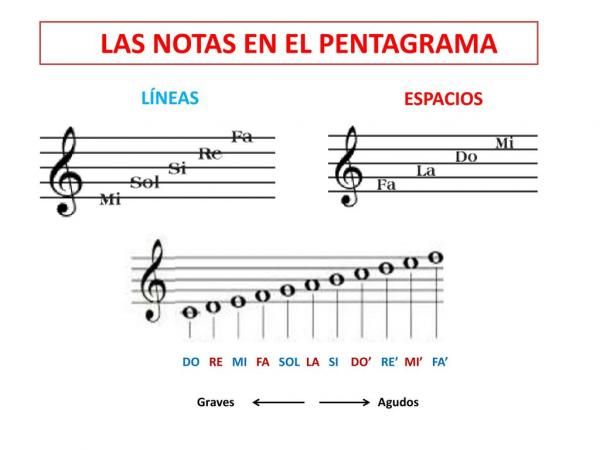 LAS NOTAS EN EL PENTAGRAMA
LÍNEAS
ESPACIOS
Fa
Re
Si
Sol
Mi
Mi
Do
La
Fa
DO RE MI FA SOL LA SI DO’ RE’ MI’ FA’
Graves Agudos